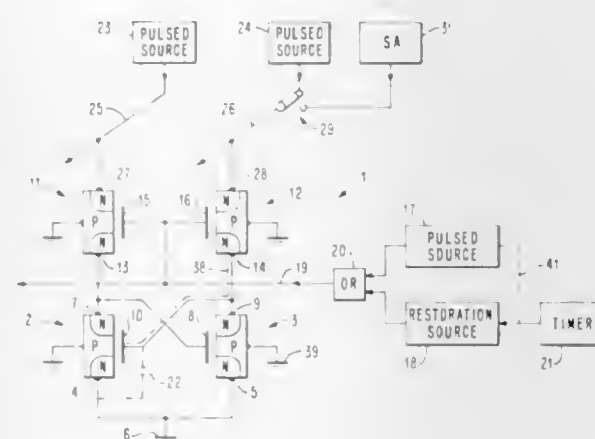 23
PULSED
SOURCE
24
PULSED
SOURCE
SA
25
26
29
27
28
11
15
16
12
1
N
P
N
N
P
N
17
PULSED
SOURCE
13
38
14
19
20
OR
41
7
9
2
10
8
3
N
P
N
N
P
N
RESTORATION
SOURCE
TIMER
39
18
21
22
4
5
6